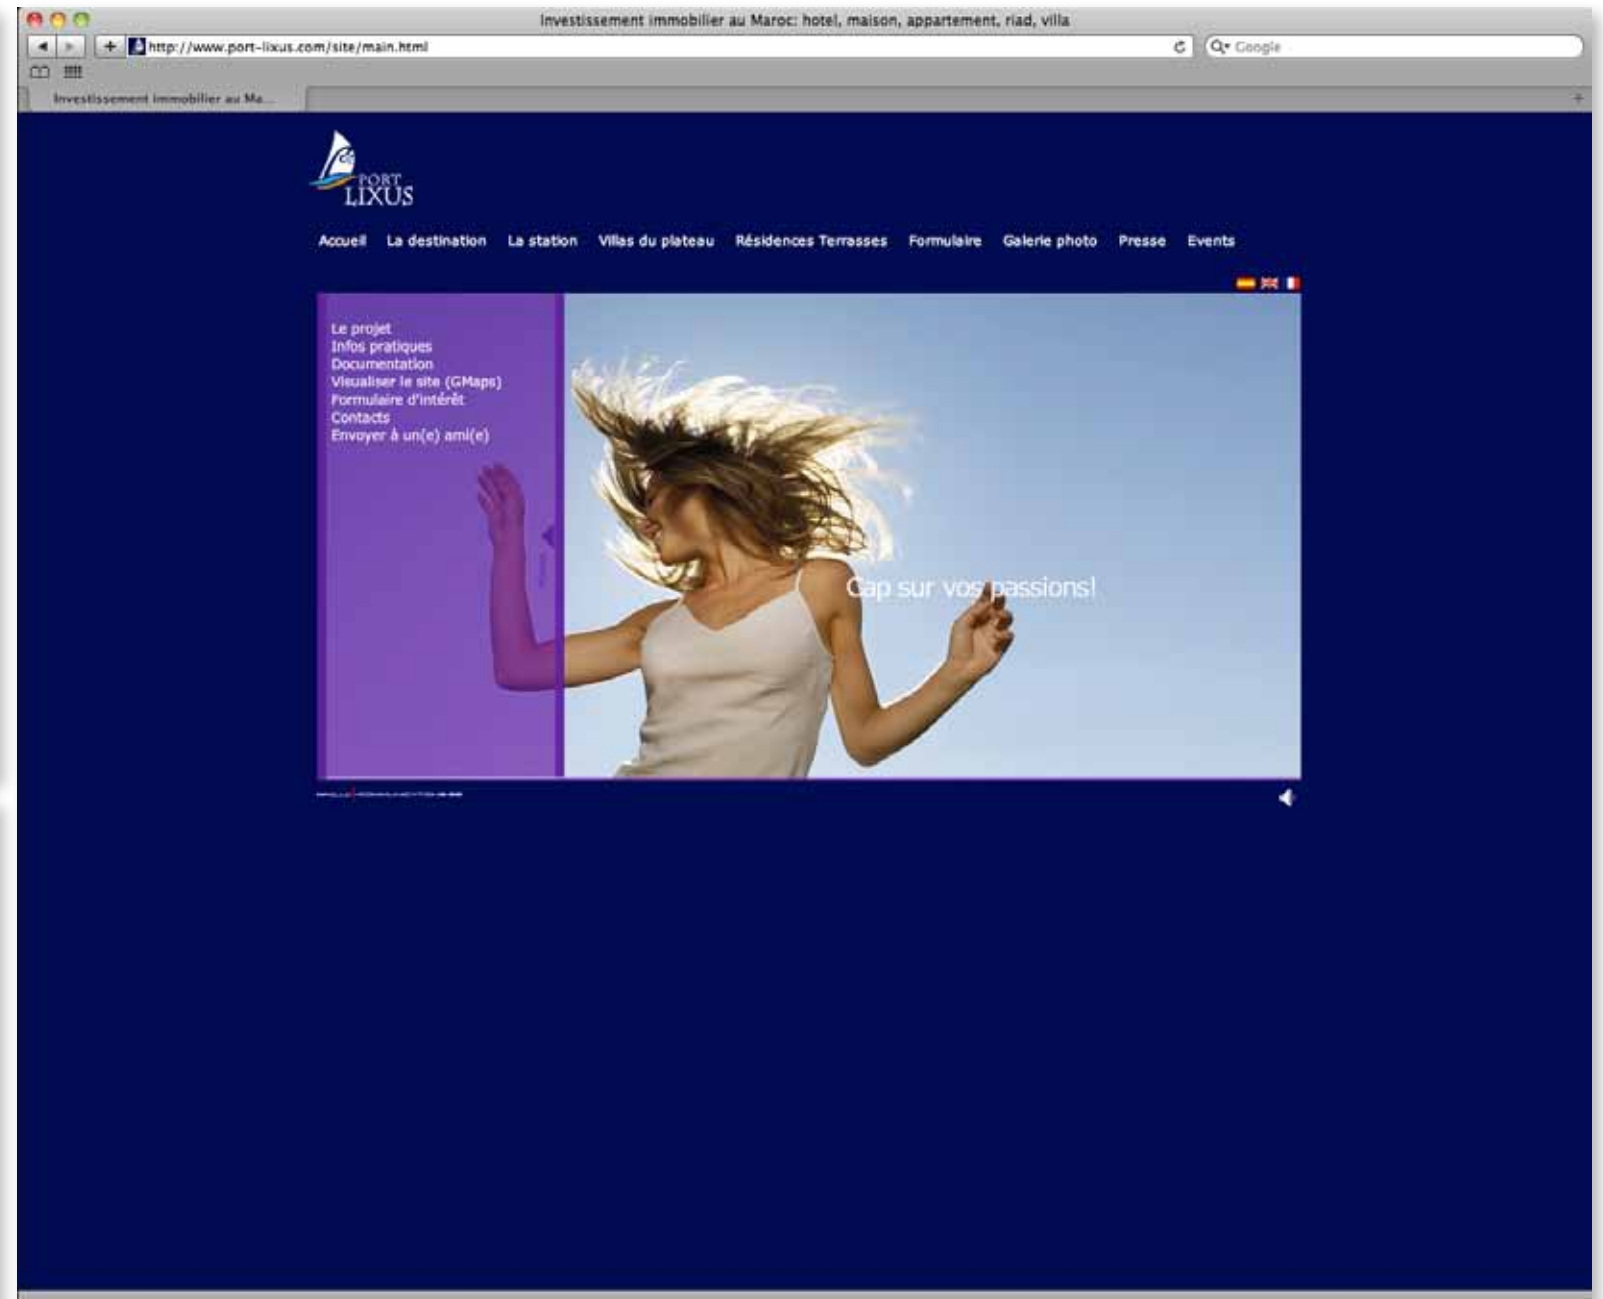 Investissement immobilier au Maroc: hotel, maison, appartement, riad, villa
http://www.port-lixus.com/site/main.html
Google
Investissement immobilier au Ma...
PORT
LIXUS
Accueil La destination La station Villas du plateau Résidences Terrasses Formulaire Galerie photo Presse Events
Le projet
Infos pratiques
Documentation
Visualiser le site (GMaps)
Formulaire d'intérêt
Contacts
Envoyer à un(e) ami(e)
Cap sur vos passions!